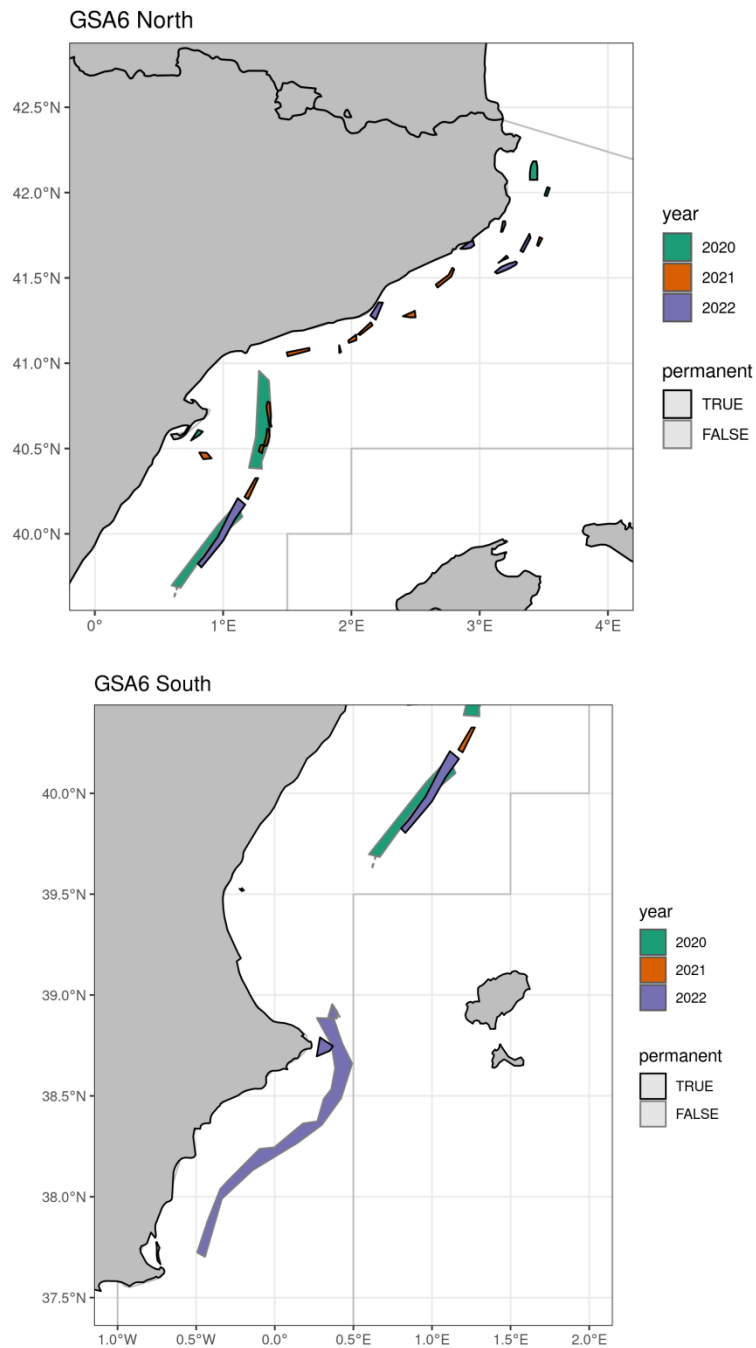 GSA6 North
42.5°N
42.0°N
41.5°N
41.0°N
40.5°N
40.0°N
0°
1°E
2°E
3°E
4°E
year
2020
2021
2022
permanent
TRUE
FALSE
GSA6 South
40.0°N
39.5°N
39.0°N
38.5°N
38.0°N
37.5°N
1.0°W
0.5°W
0.0°
0.5°E
1.0°E
1.5°E
2.0°E
year
2020
2021
2022
permanent
TRUE
FALSE